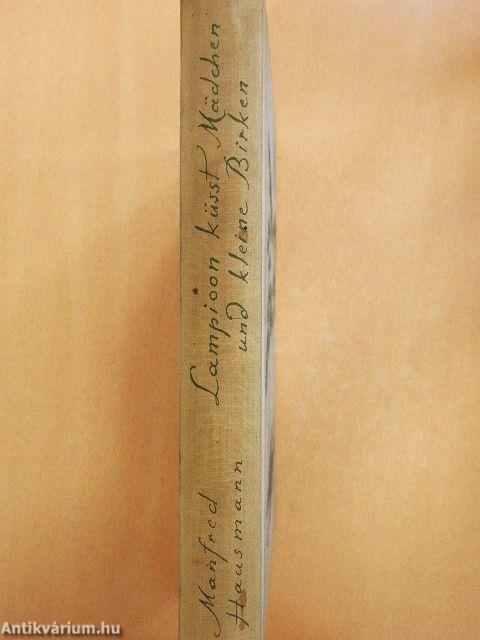 Manfred
Hausmann
Lampioon küsst Mädchen
und kleine Birken
Antikvárium.hu